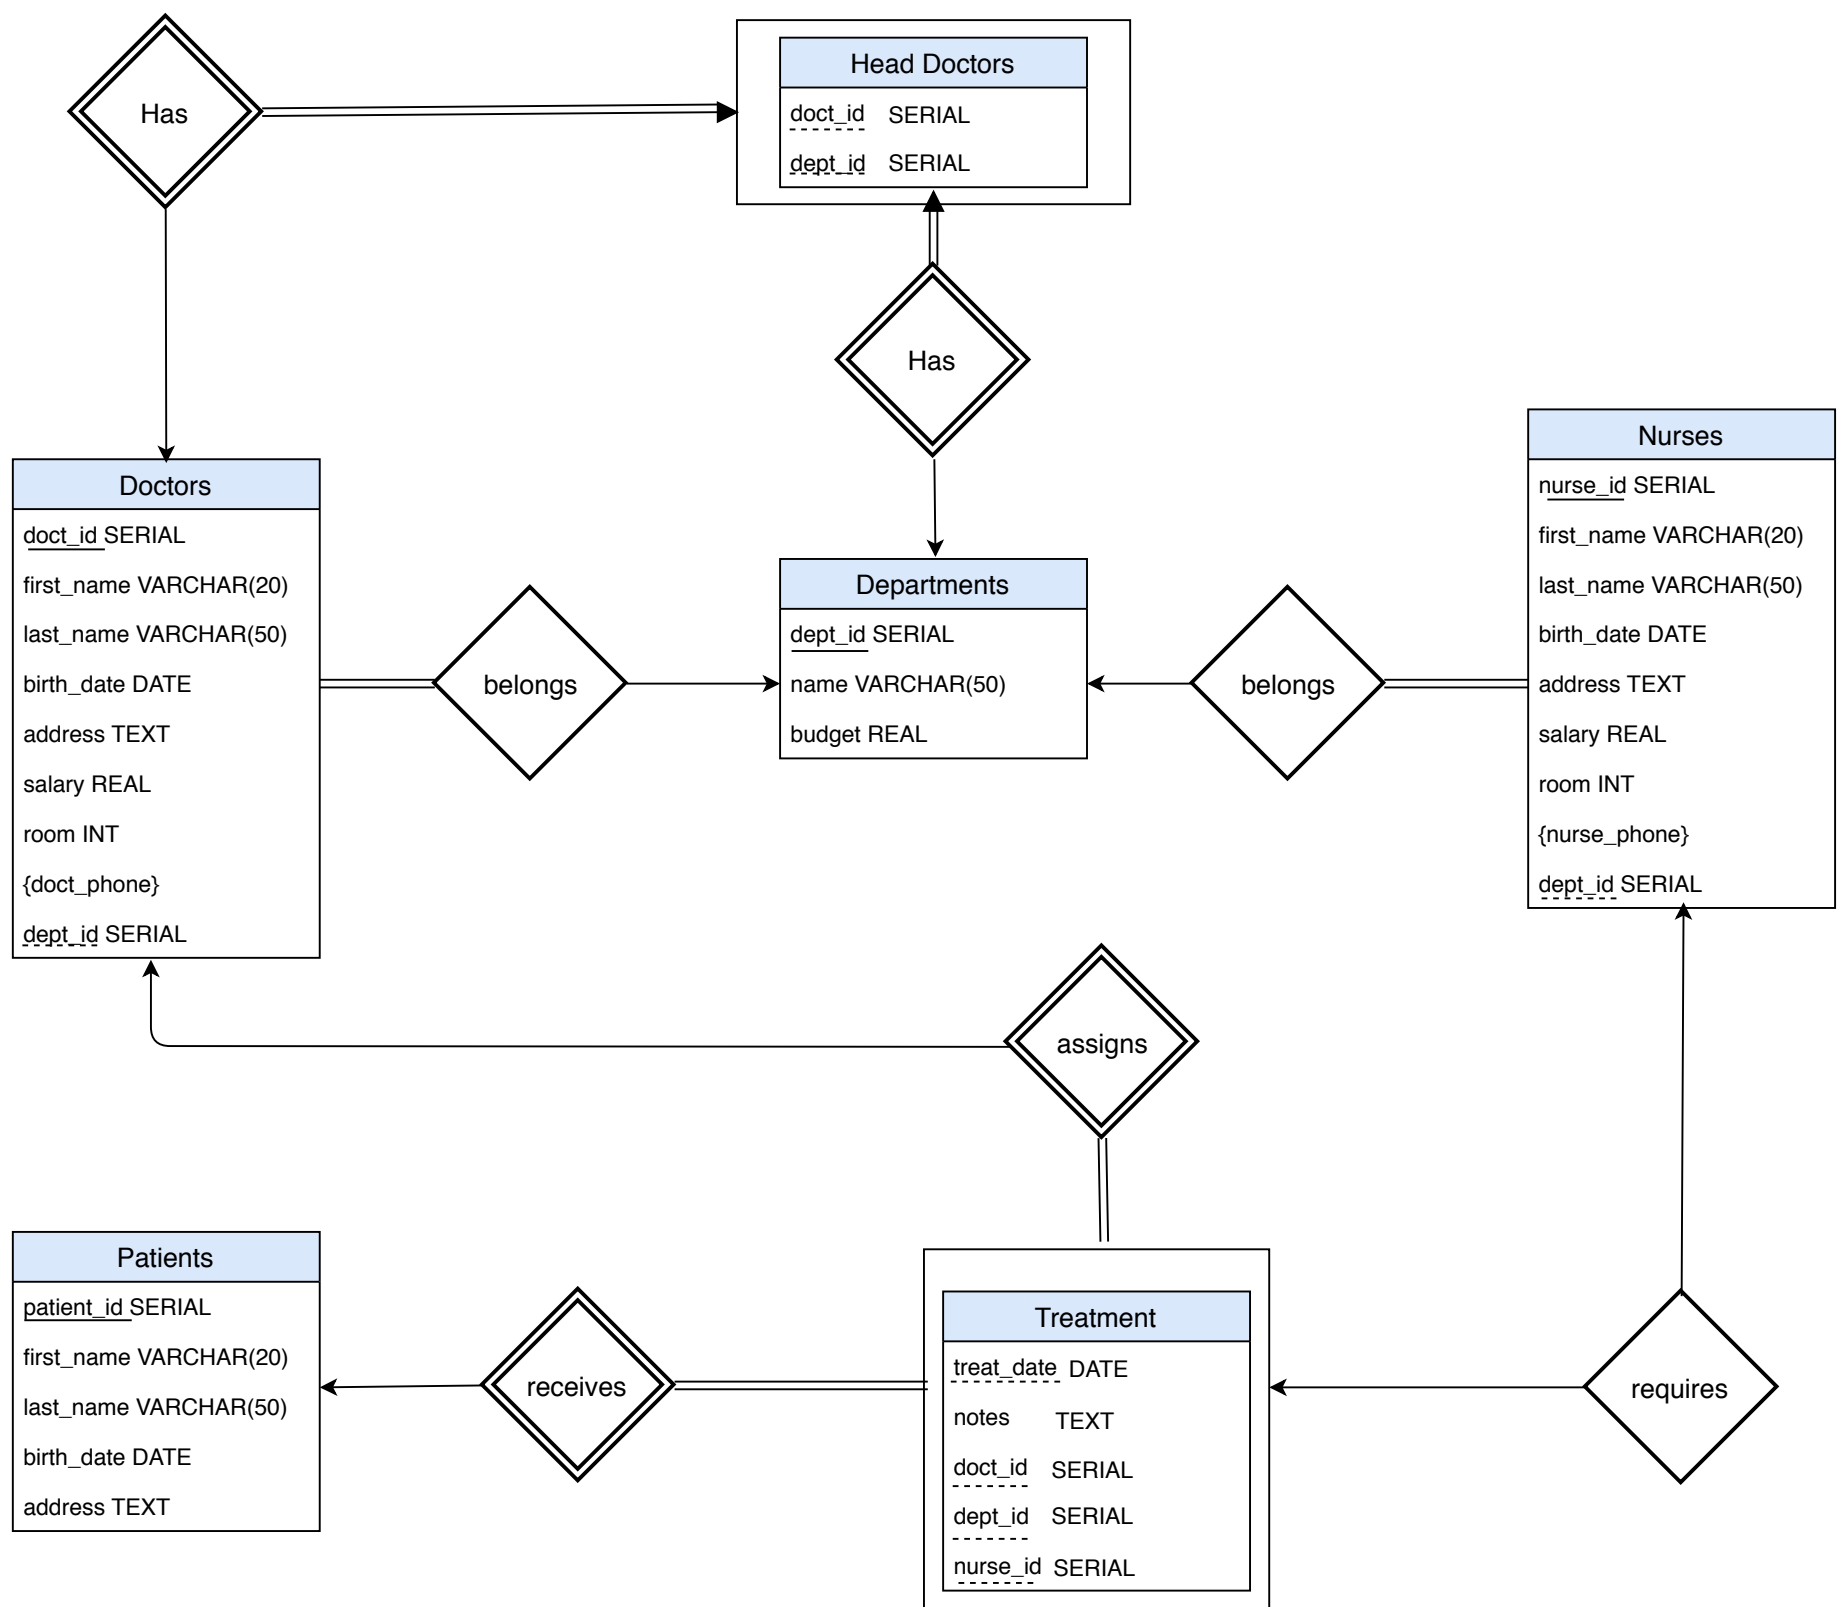 Has
Head Doctors
doct_id SERIAL
dept_id SERIAL
Has
Doctors
doct_id SERIAL
first_name VARCHAR(20)
last_name VARCHAR(50)
birth_date DATE
address TEXT
salary REAL
room INT
{doct_phone}
dept_id SERIAL
belongs
Departments
dept_id SERIAL
name VARCHAR(50)
budget REAL
belongs
Nurses
nurse_id SERIAL
first_name VARCHAR(20)
last_name VARCHAR(50)
birth_date DATE
address TEXT
salary REAL
room INT
{nurse_phone}
dept_id SERIAL
assigns
Patients
patient_id SERIAL
first_name VARCHAR(20)
last_name VARCHAR(50)
birth_date DATE
address TEXT
receives
Treatment
treat_date DATE
notes TEXT
doct_id SERIAL
dept_id SERIAL
nurse_id SERIAL
requires